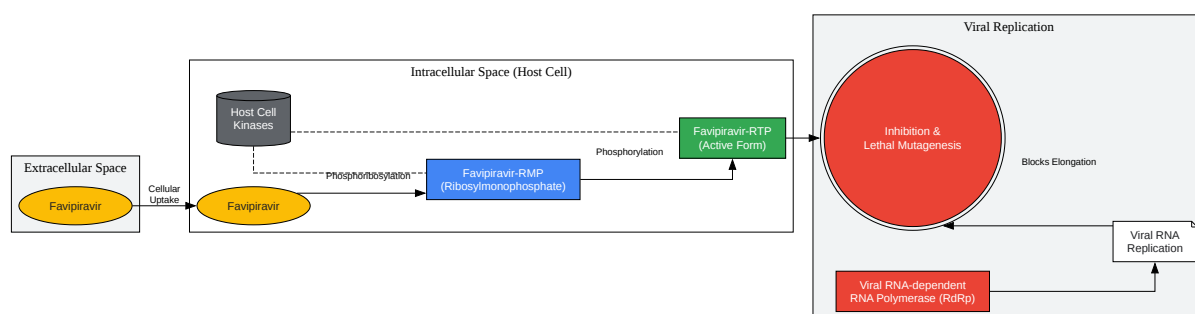 Extracellular Space
Favipiravir
Cellular
Uptake
Intracellular Space (Host Cell)
Host Cell
Kinases
Favipiravir
Phosphoribosylation
Favipiravir-RMP
(Ribosylmonophosphate)
Phosphorylation
Favipiravir-RTP
(Active Form)
Viral Replication
Inhibition &
Lethal Mutagenesis
Blocks Elongation
Viral RNA
Replication
Viral RNA-dependent
RNA Polymerase (RdRp)